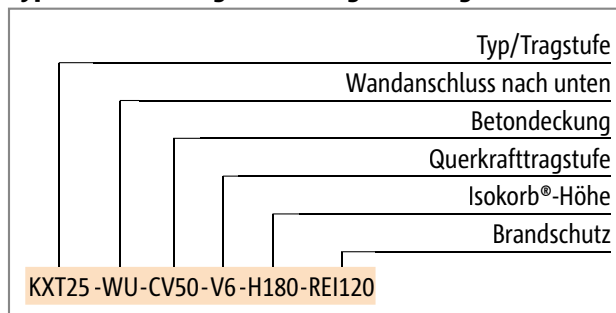 Typ/Tragstufe
Wandanschluss nach unten
Betondeckung
Querkrafttragstufe
Isokorb®-Höhe
Brandschutz
KXT25 -WU-CV50-V6-H180-REI120